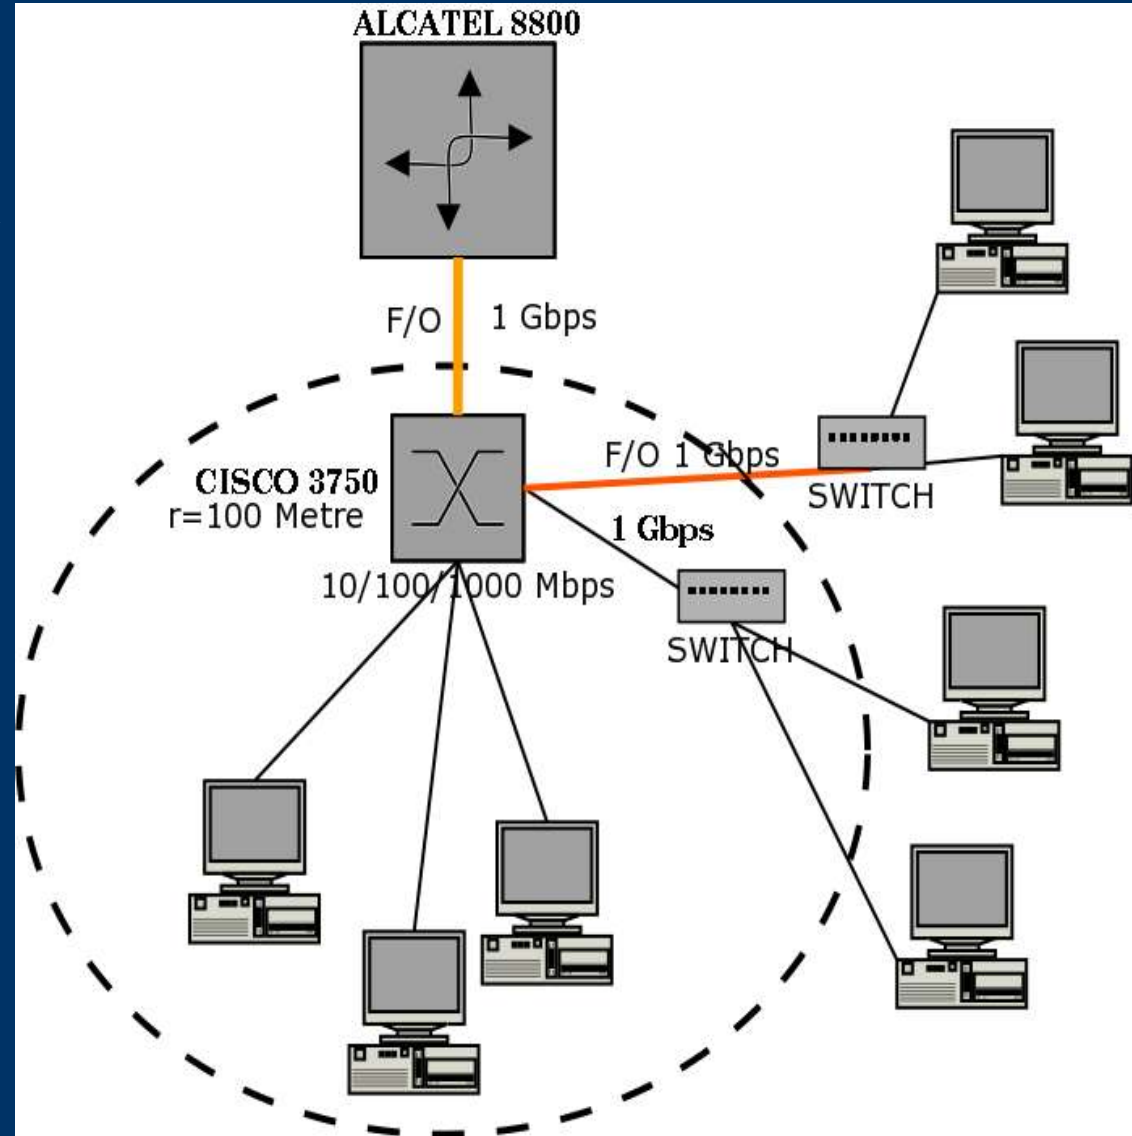 ALCATEL 8800
F/O
1 Gbps
F/O 1 Gbps
CISCO 3750
r=100 Metre
SWITCH
1 Gbps
10/100/1000 Mbps
SWITCH